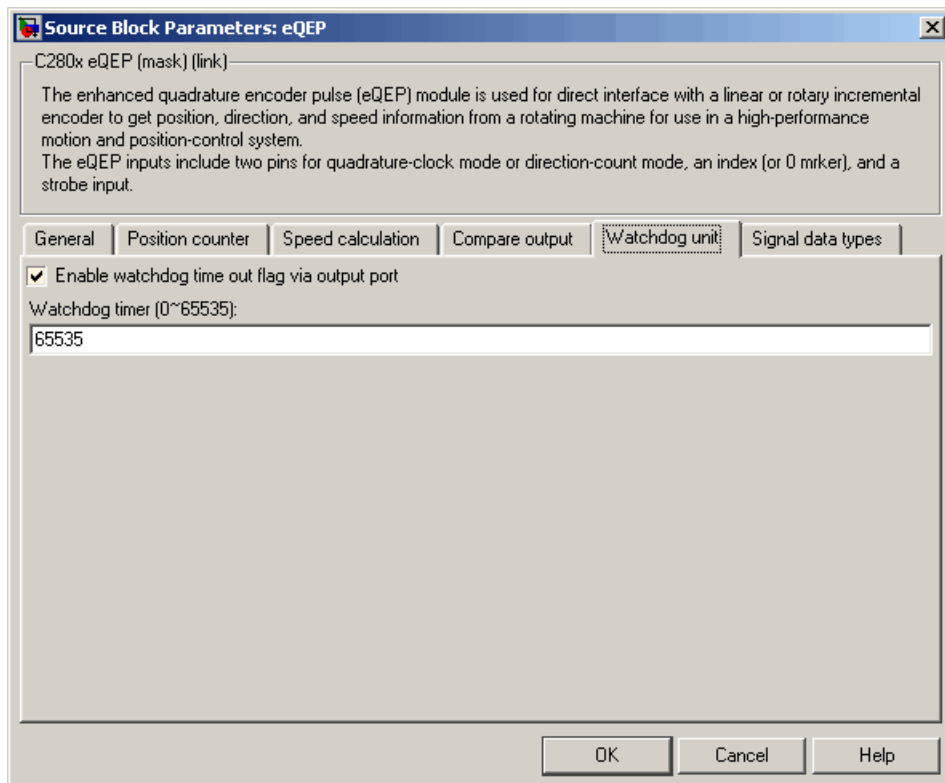 Source Block Parameters: eQEP
C280x eQEP (mask) (link)
The enhanced quadrature encoder pulse (eQEP) module is used for direct interface with a linear or rotary incremental
encoder to get position, direction, and speed information from a rotating machine for use in a high-performance
motion and position-control system.
The eQEP inputs include two pins for quadrature-clock mode or direction-count mode, an index (or 0 mrker), and a
strobe input.
General Position counter Speed calculation Compare output Watchdog unit Signal data types
Enable watchdog time out flag via output port
Watchdog timer (0~65535):
65535
OK Cancel Help